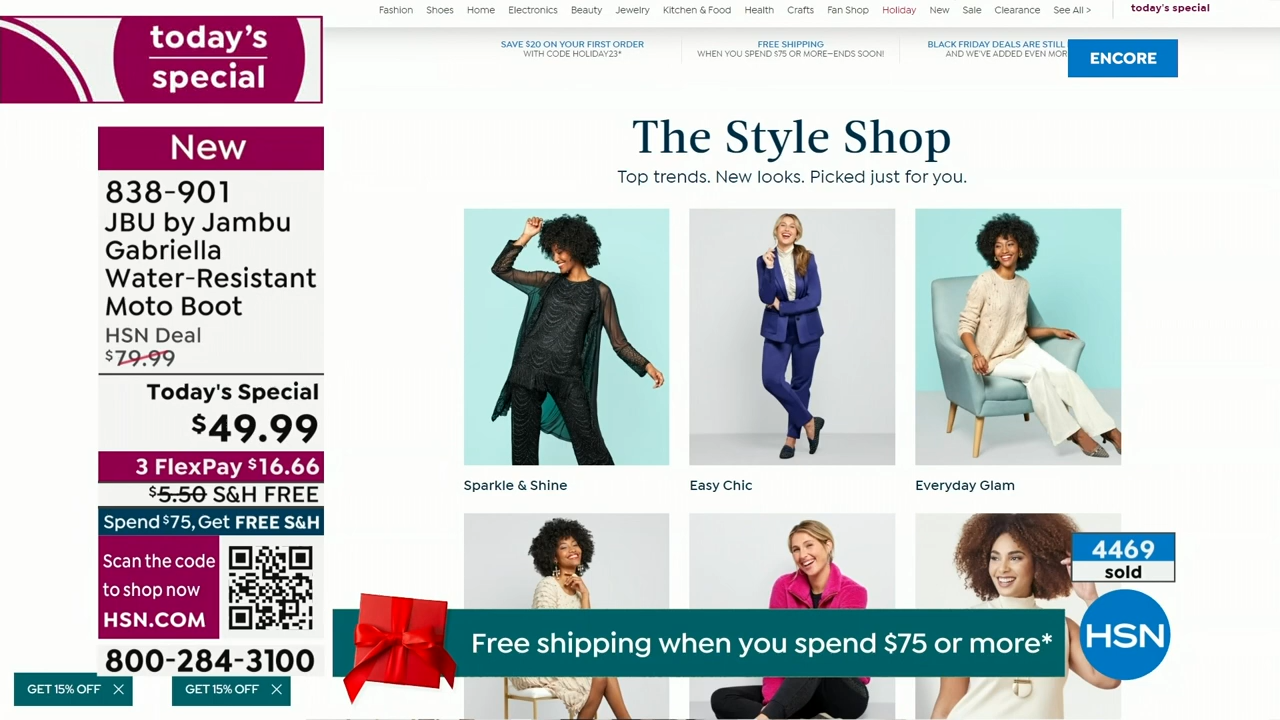 Fashion Shoes Home Electronics Beauty Jewelry Kitchen & Food Health Crafts Fan Shop Holiday New Sale Clearance See All > today's special
today's
special
SAVE $20 ON YOUR FIRST ORDER
WITH CODE HOLIDAY23*
FREE SHIPPING
WHEN YOU SPEND $75 OR MORE—ENDS SOON!
BLACK FRIDAY DEALS ARE STILL
AND WE'VE ADDED EVEN MOR
ENCORE
New
838-901
JBU by Jambu
Gabriella
Water-Resistant
Moto Boot
HSN Deal
$79.99
Today's Special
$49.99
3 FlexPay $16.66
$5.50 S&H FREE
Spend $75, Get FREE S&H
Scan the code
to shop now
HSN.COM
800-284-3100
GET 15% OFF ×
GET 15% OFF ×
The Style Shop
Top trends. New looks. Picked just for you.
Sparkle & Shine
Easy Chic
Everyday Glam
4469
sold
Free shipping when you spend $75 or more*
HSN